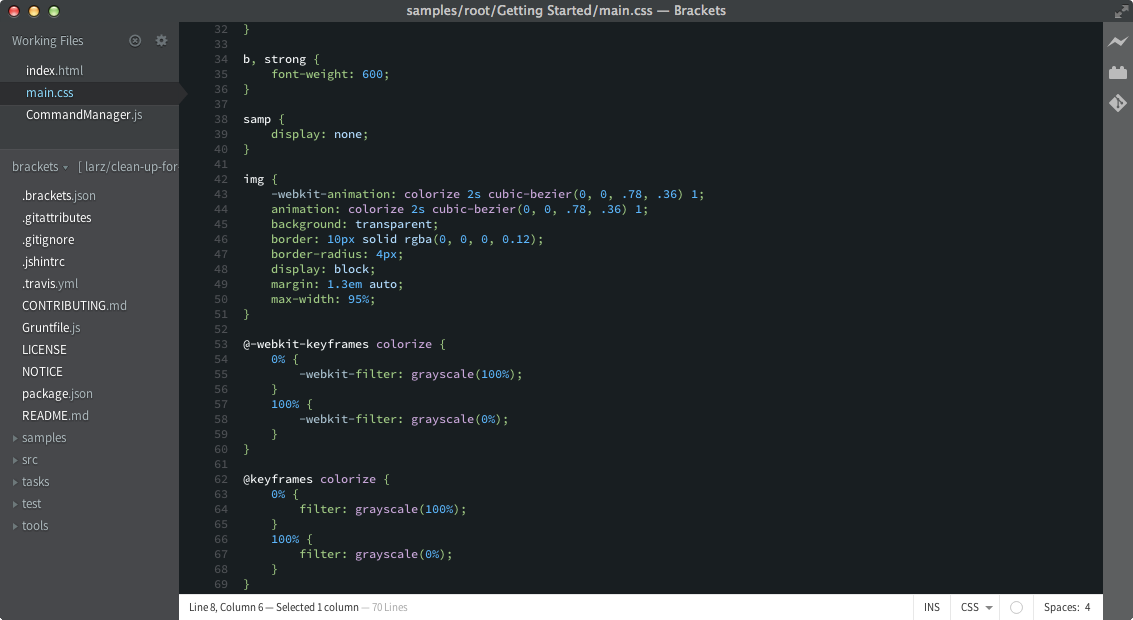 samples/root/Getting Started/main.css — Brackets
Working Files
index.html
main.css
CommandManager.js
brackets [ larz/clean-up-for
.brackets.json
.gitattributes
.gitignore
.jshintrc
.travis.yml
CONTRIBUTING.md
Gruntfile.js
LICENSE
NOTICE
package.json
README.md
samples
src
tasks
test
tools
32 }
33
34 b, strong {
35     font-weight: 600;
36 }
37
38 samp {
39     display: none;
40 }
41
42 img {
43     -webkit-animation: colorize 2s cubic-bezier(0, 0, .78, .36) 1;
44     animation: colorize 2s cubic-bezier(0, 0, .78, .36) 1;
45     background: transparent;
46     border: 10px solid rgba(0, 0, 0, 0.12);
47     border-radius: 4px;
48     display: block;
49     margin: 1.3em auto;
50     max-width: 95%;
51 }
52
53 @-webkit-keyframes colorize {
54     0% {
55         -webkit-filter: grayscale(100%);
56     }
57     100% {
58         -webkit-filter: grayscale(0%);
59     }
60 }
61
62 @keyframes colorize {
63     0% {
64         filter: grayscale(100%);
65     }
66     100% {
67         filter: grayscale(0%);
68     }
69 }
Line 8, Column 6 — Selected 1 column — 70 Lines
INS
CSS
Spaces: 4